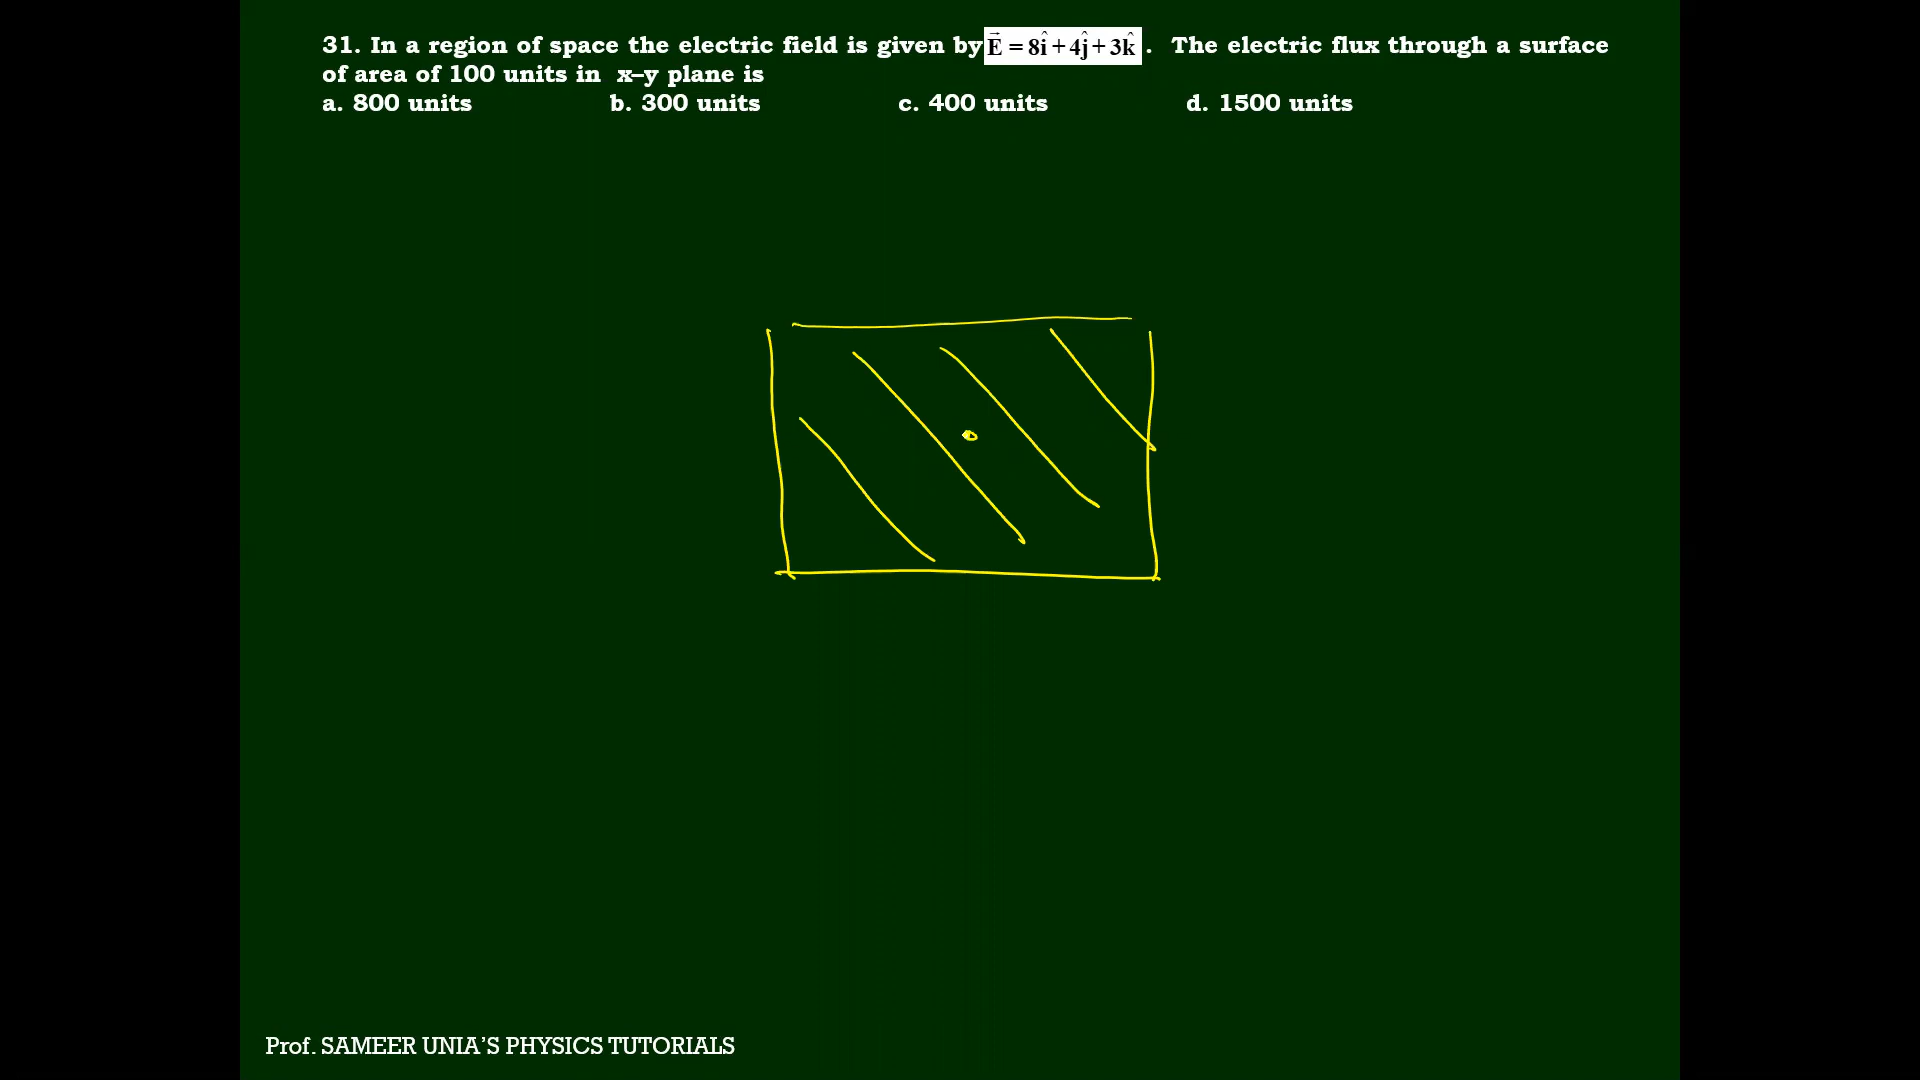 31. In a region of space the electric field is given by E⃗ = 8î + 4ĵ + 3k̂ . The electric flux through a surface
of area of 100 units in x–y plane is
a. 800 units b. 300 units c. 400 units d. 1500 units
Prof. SAMEER UNIA’S PHYSICS TUTORIALS